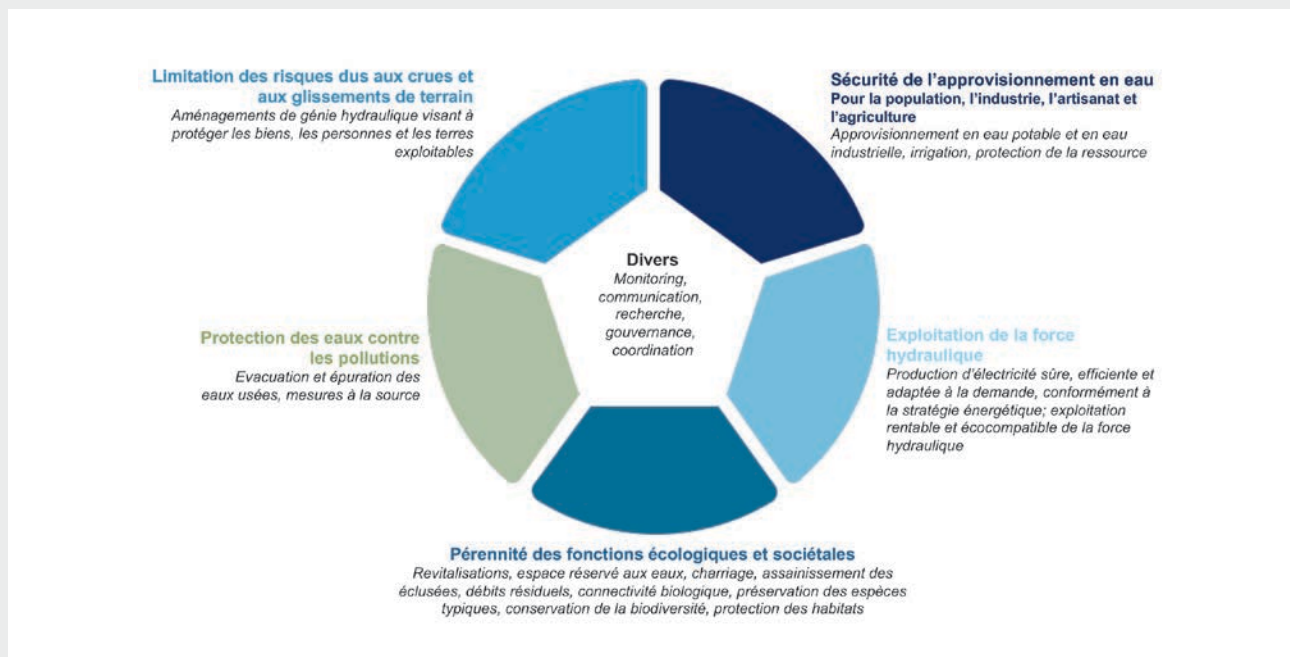 Limitation des risques dus aux crues et
aux glissements de terrain
Aménagements de génie hydraulique visant à
protéger les biens, les personnes et les terres
exploitables
Sécurité de l'approvisionnement en eau
Pour la population, l'industrie, l'artisanat et
l'agriculture
Approvisionnement en eau potable et en eau
industrielle, irrigation, protection de la ressource
Divers
Monitoring,
communication,
recherche,
gouvernance,
coordination
Protection des eaux contre
les pollutions
Evacuation et épuration des
eaux usées, mesures à la source
Exploitation de la force
hydraulique
Production d'électricité sûre, efficiente et
adaptée à la demande, conformément à
la stratégie énergétique; exploitation
rentable et écocompatible de la force
hydraulique
Pérennité des fonctions écologiques et sociétales
Revitalisations, espace réservé aux eaux, charriage, assainissement des
éclusées, débits résiduels, connectivité biologique, préservation des espèces
typiques, conservation de la biodiversité, protection des habitats